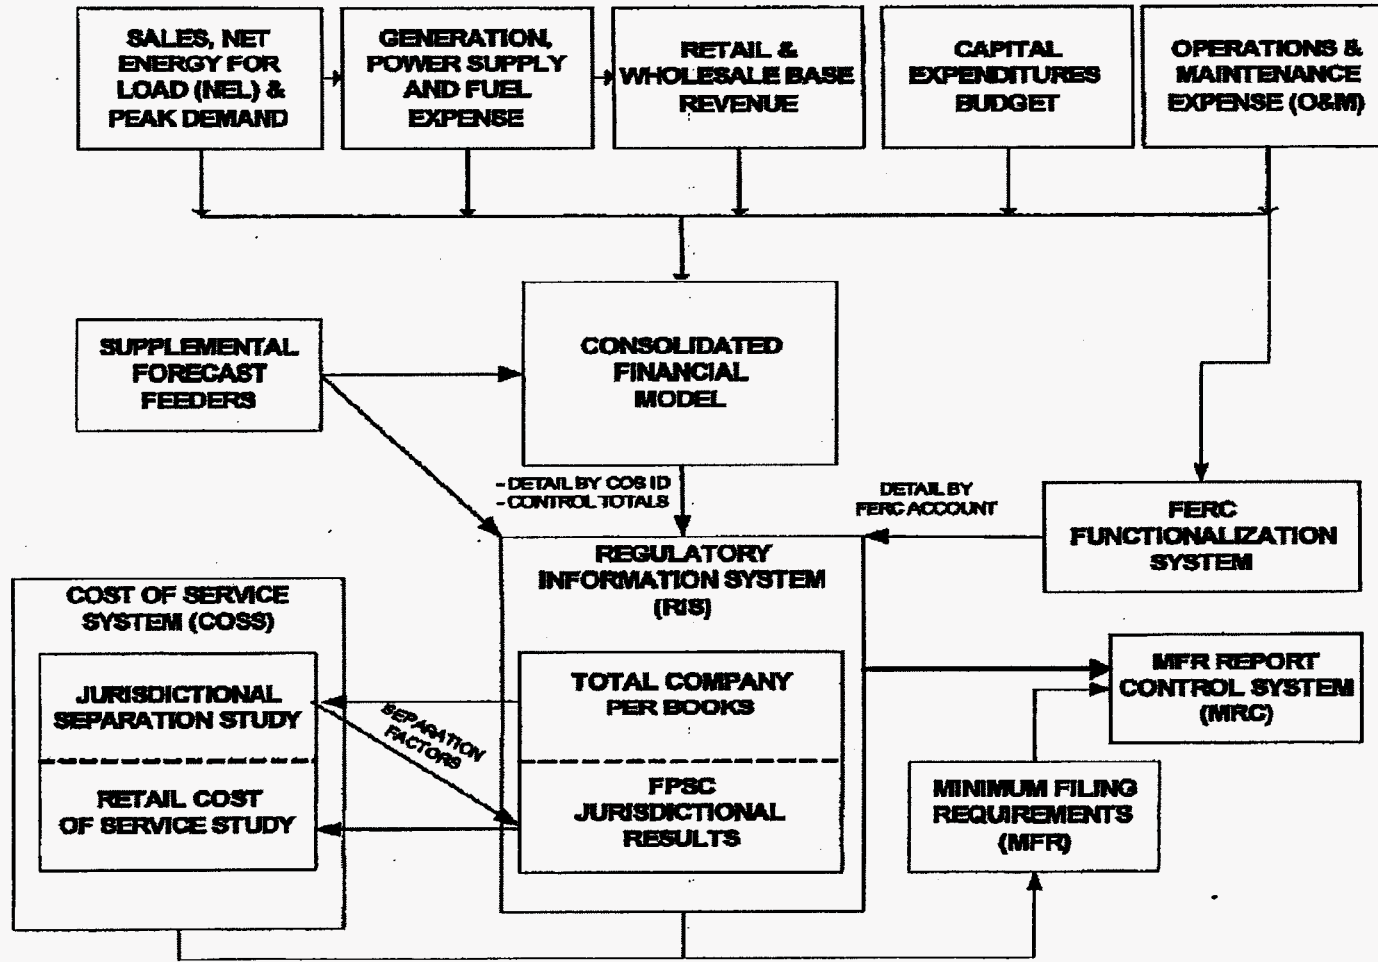 SALES, NET
ENERGY FOR
LOAD (NEL) &
PEAK DEMAND
GENERATION,
POWER SUPPLY
AND FUEL
EXPENSE
RETAIL &
WHOLESALE BASE
REVENUE
CAPITAL
EXPENDITURES
BUDGET
OPERATIONS &
MAINTENANCE
EXPENSE (O&M)
SUPPLEMENTAL
FORECAST
FEEDERS
CONSOLIDATED
FINANCIAL
MODEL
- DETAIL BY COS ID
- CONTROL TOTALS
DETAIL BY
FERC ACCOUNT
FERC
FUNCTIONALIZATION
SYSTEM
REGULATORY
INFORMATION SYSTEM
(RIS)
COST OF SERVICE
SYSTEM (COSS)
JURISDICTIONAL
SEPARATION STUDY
RETAIL COST
OF SERVICE STUDY
SEPARATION
FACTORS
TOTAL COMPANY
PER BOOKS
FPSC
JURISDICTIONAL
RESULTS
MFR REPORT
CONTROL SYSTEM
(MRC)
MINIMUM FILING
REQUIREMENTS
(MFR)